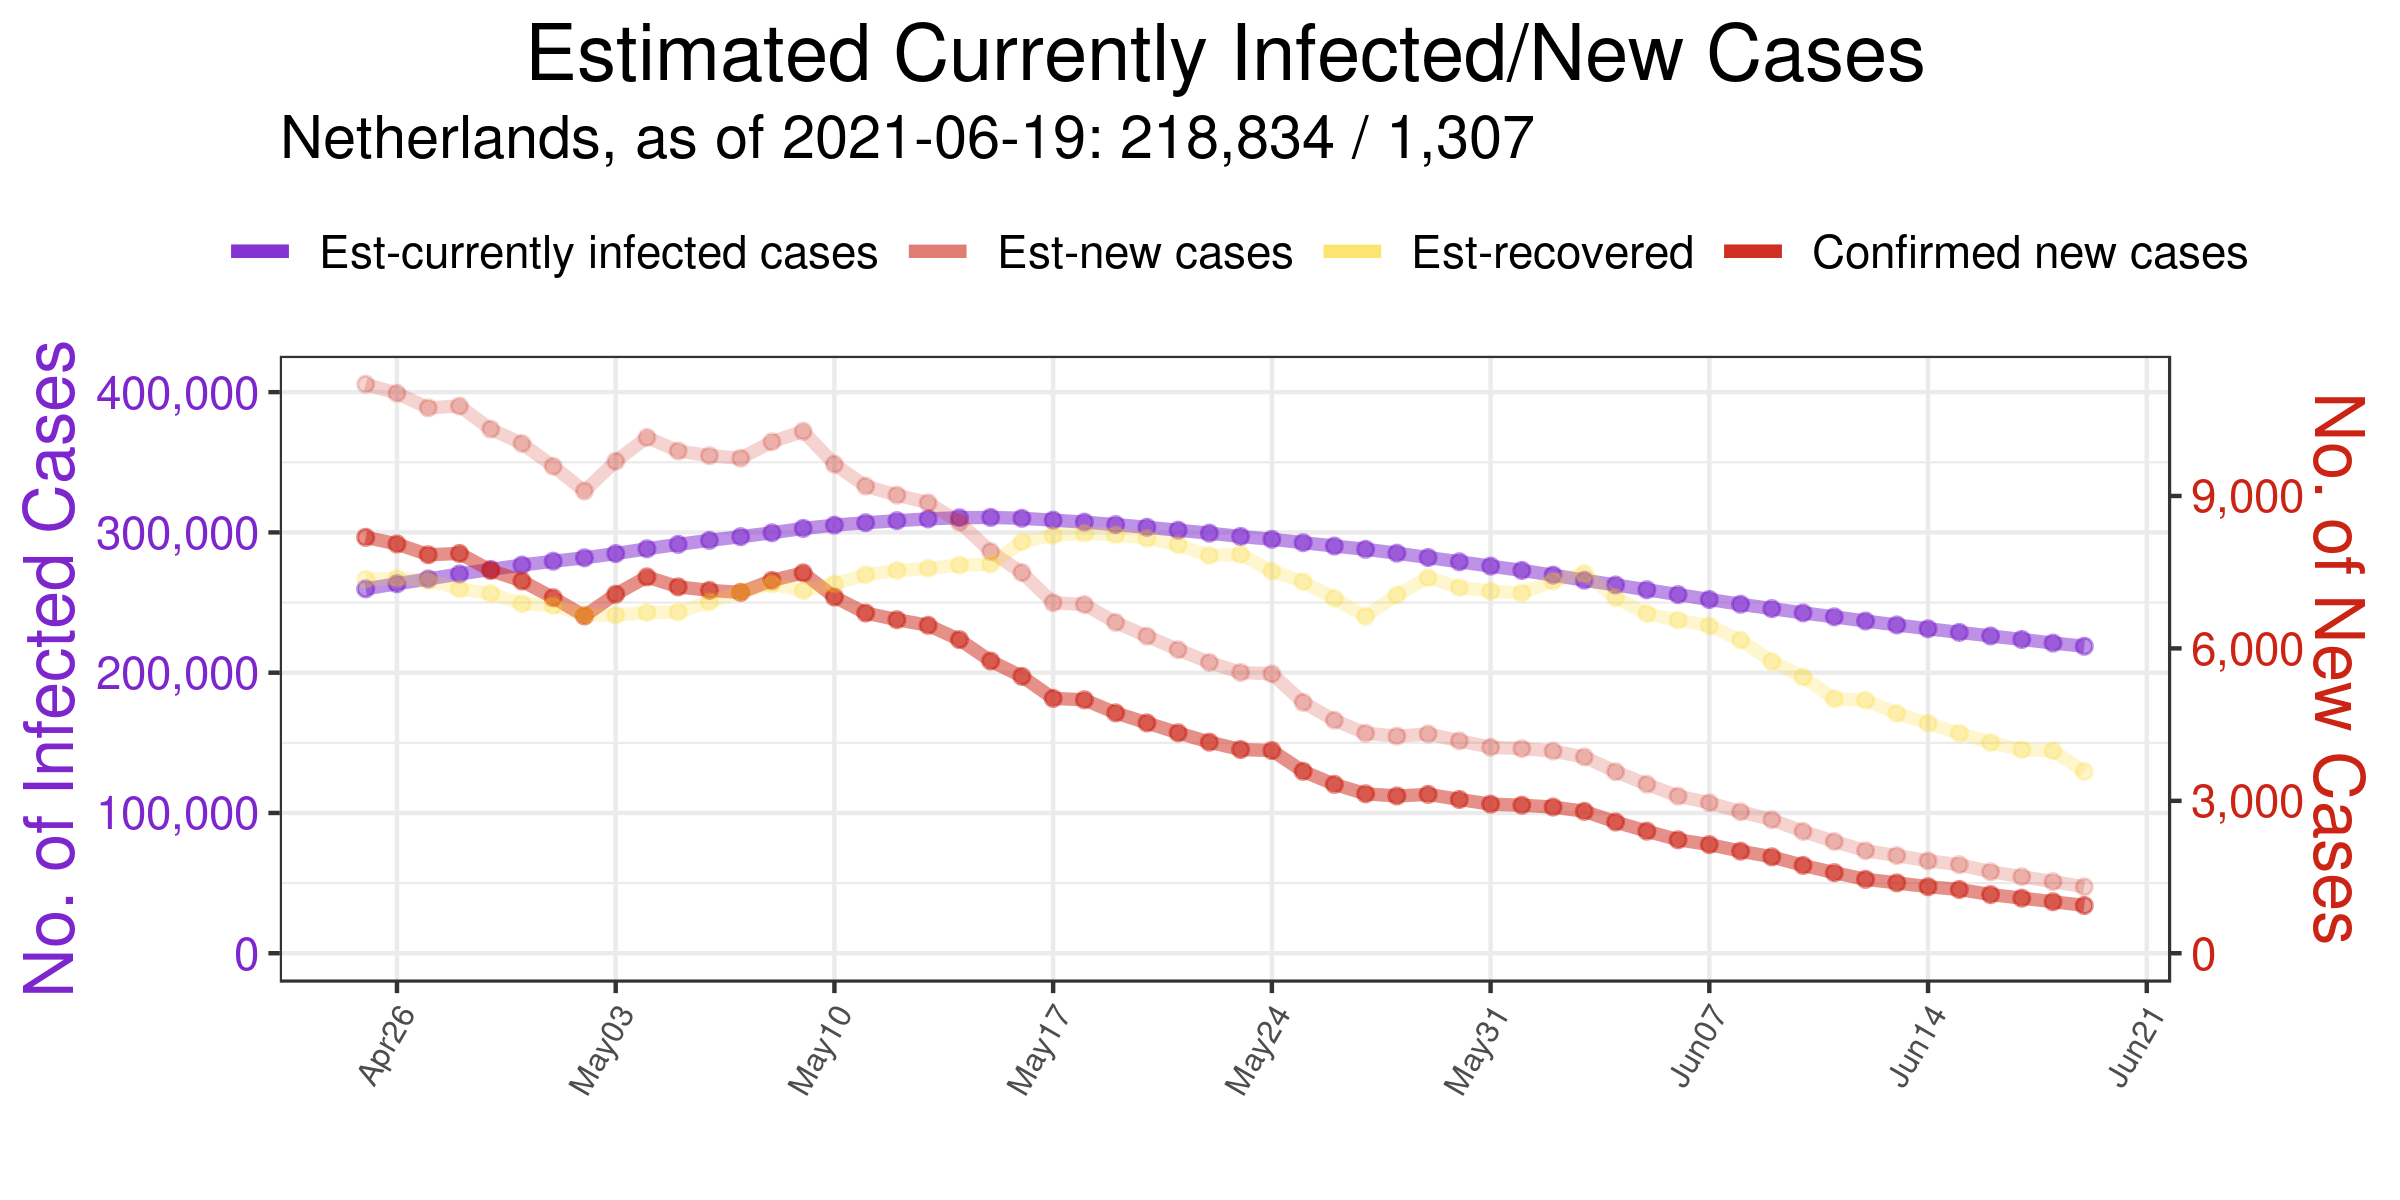 Estimated Currently Infected/New Cases
Netherlands, as of 2021-06-19: 218,834 / 1,307
Est-currently infected cases Est-new cases Est-recovered Confirmed new cases
No. of Infected Cases
400,000
300,000
200,000
100,000
0
9,000
6,000
3,000
0
No. of New Cases
Apr26 May03 May10 May17 May24 May31 Jun07 Jun14 Jun21